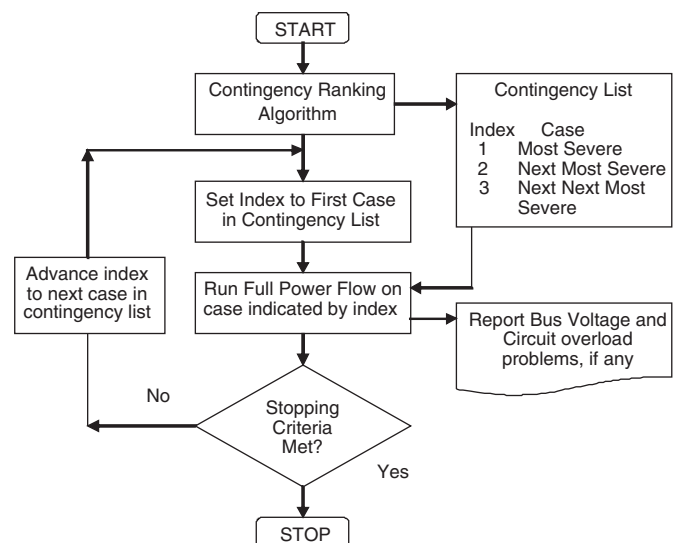 START
Contingency Ranking
Algorithm
Contingency List
Index Case
1 Most Severe
2 Next Most Severe
3 Next Next Most
Severe
Set Index to First Case
in Contingency List
Advance index
to next case in
contingency list
Run Full Power Flow on
case indicated by index
Report Bus Voltage and
Circuit overload
problems, if any
No
Stopping
Criteria
Met?
Yes
STOP